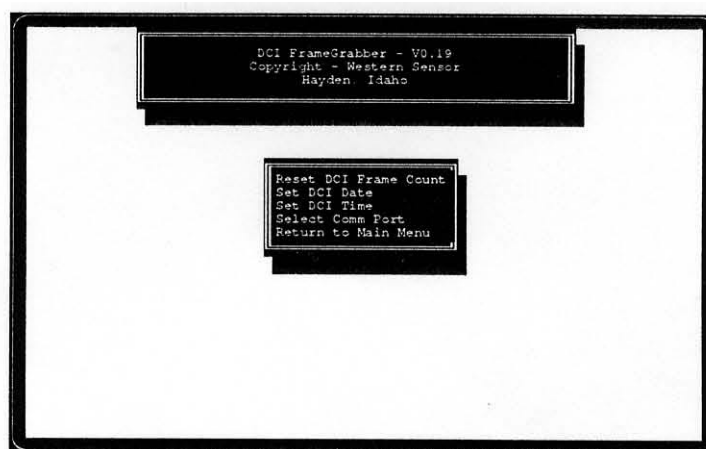 DCI FrameGrabber - V0.19
Copyright - Western Sensor
Hayden, Idaho
Reset DCI Frame Count
Set DCI Date
Set DCI Time
Select Comm Port
Return to Main Menu